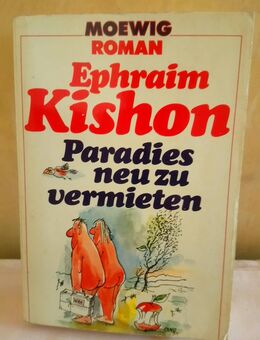 MOEWIG
ROMAN
Ephraim
Kishon
Paradies
neu zu
vermieten